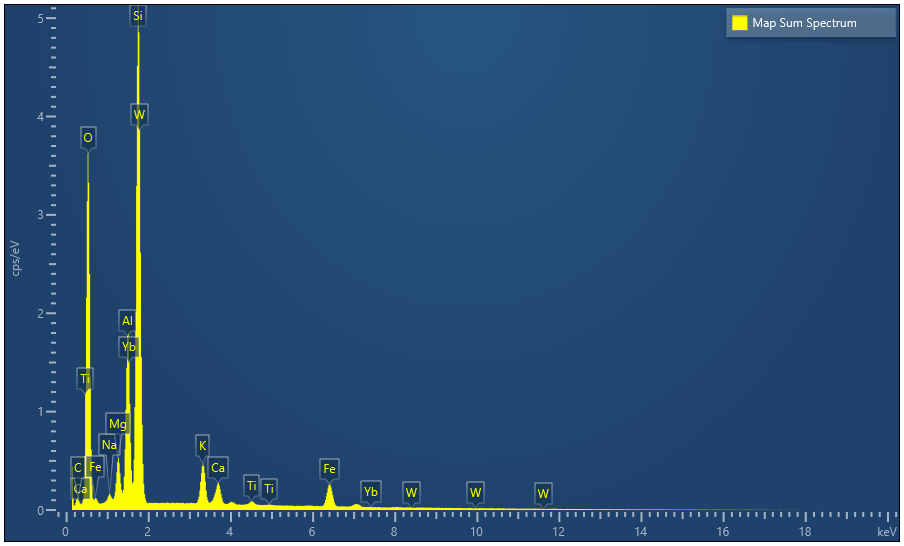 Map Sum Spectrum
5
Si
4
W
O
3
cps/eV
2
Al
Yb
Ti
1
Mg
Na
K
C
Fe
Ca
Fe
Ca
Ti
Ti
Yb
W
W
W
0
0
2
4
6
8
10
12
14
16
18
keV